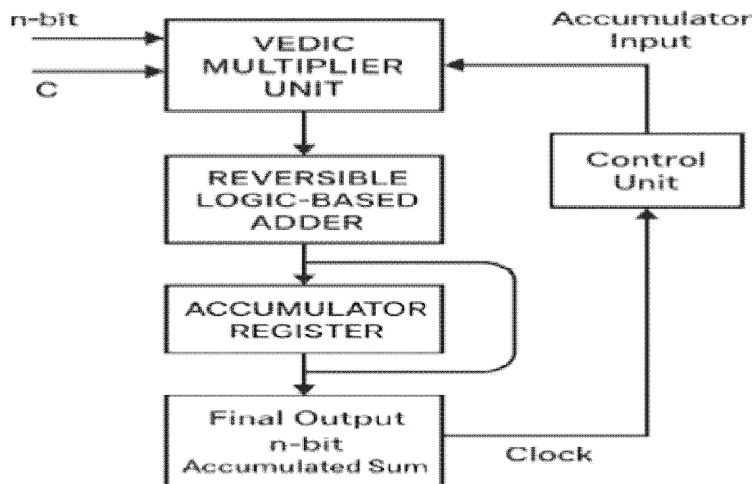 n-bit
C
VEDIC
MULTIPLIER
UNIT
Accumulator
Input
Control
Unit
REVERSIBLE
LOGIC-BASED
ADDER
ACCUMULATOR
REGISTER
Final Output
n-bit
Accumulated Sum
Clock